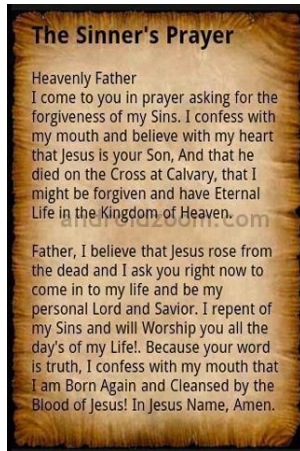 The Sinner's Prayer
Heavenly Father
I come to you in prayer asking for the
forgiveness of my Sins. I confess with
my mouth and believe with my heart
that Jesus is your Son, And that he
died on the Cross at Calvary, that I
might be forgiven and have Eternal
Life in the Kingdom of Heaven.
androidzoom.com
Father, I believe that Jesus rose from
the dead and I ask you right now to
come in to my life and be my
personal Lord and Savior. I repent of
my Sins and will Worship you all the
day's of my Life!. Because your word
is truth, I confess with my mouth that
I am Born Again and Cleansed by the
Blood of Jesus! In Jesus Name, Amen.